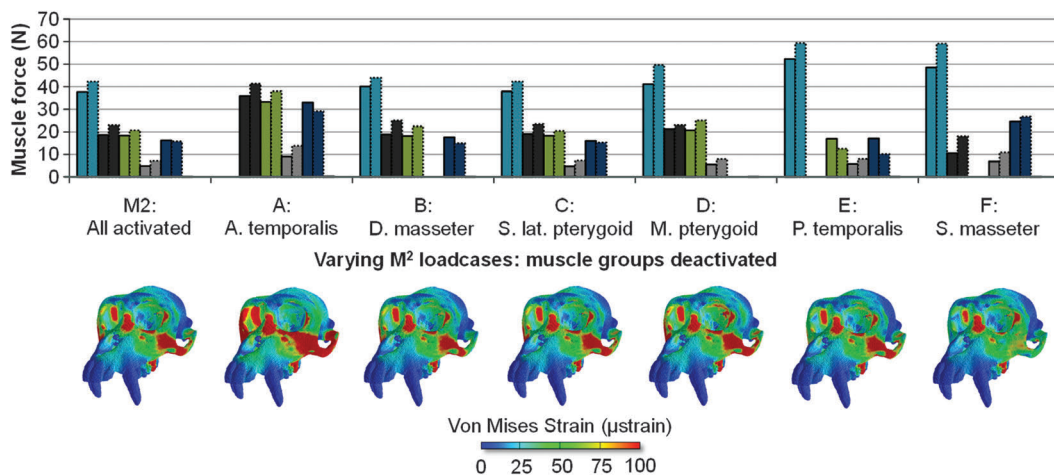 Muscle force (N)
70
60
50
40
30
20
10
0
M2: A: B: C: D: E: F:
All activated A. temporalis D. masseter S. lat. pterygoid M. pterygoid P. temporalis S. masseter
Varying M² loadcases: muscle groups deactivated
Von Mises Strain (µstrain)
0 25 75 100